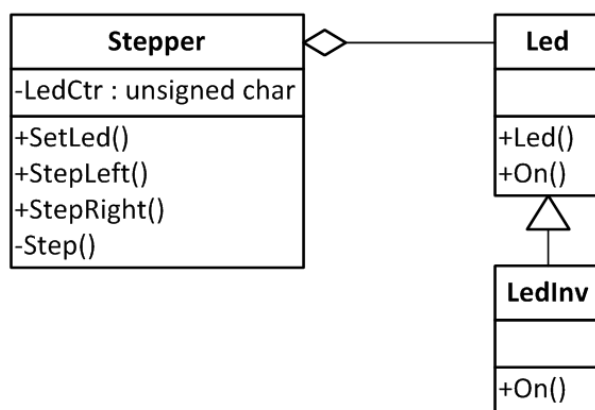 Stepper
-LedCtr : unsigned char
+SetLed()
+StepLeft()
+StepRight()
-Step()
Led
+Led()
+On()
LedInv
+On()